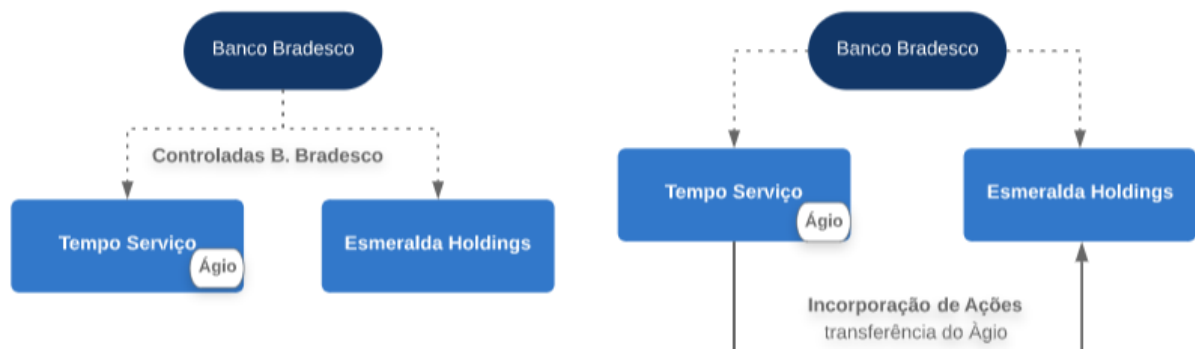 Banco Bradesco
Controladas B. Bradesco
Tempo Serviço
Ágio
Esmeralda Holdings
Banco Bradesco
Tempo Serviço
Ágio
Esmeralda Holdings
Incorporação de Ações
transferência do Àgio